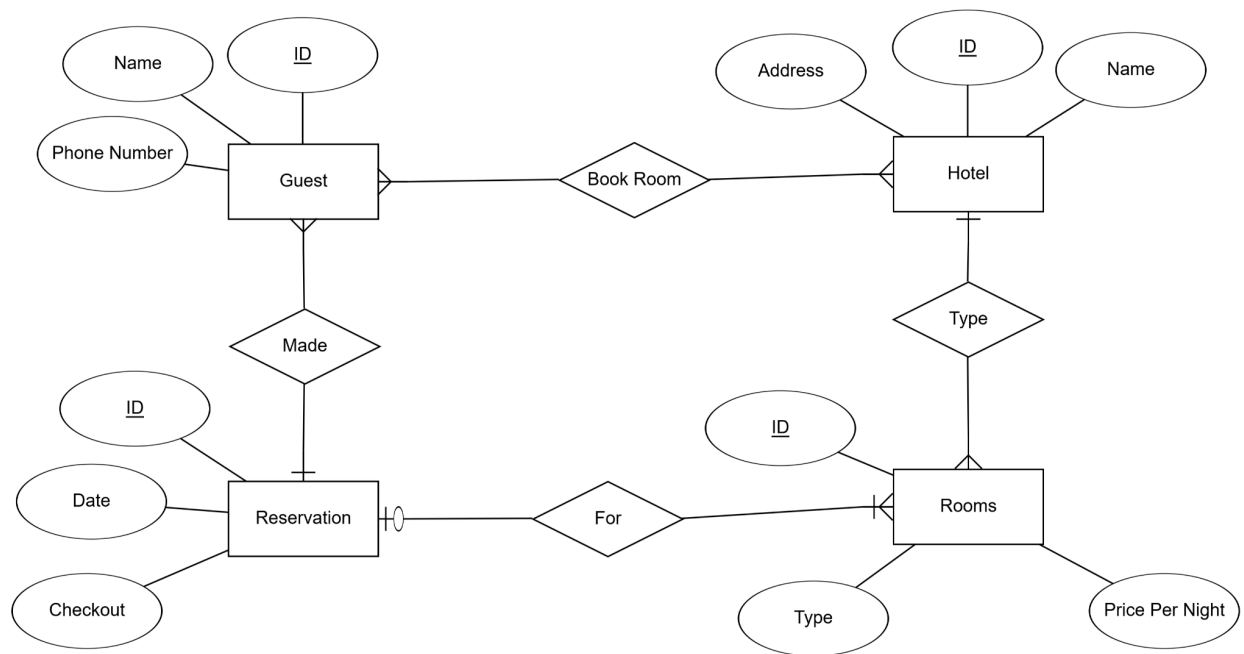 Name
ID
Phone Number
Guest
Book Room
Address
ID
Name
Hotel
Made
Type
ID
Date
Checkout
Reservation
For
ID
Rooms
Type
Price Per Night